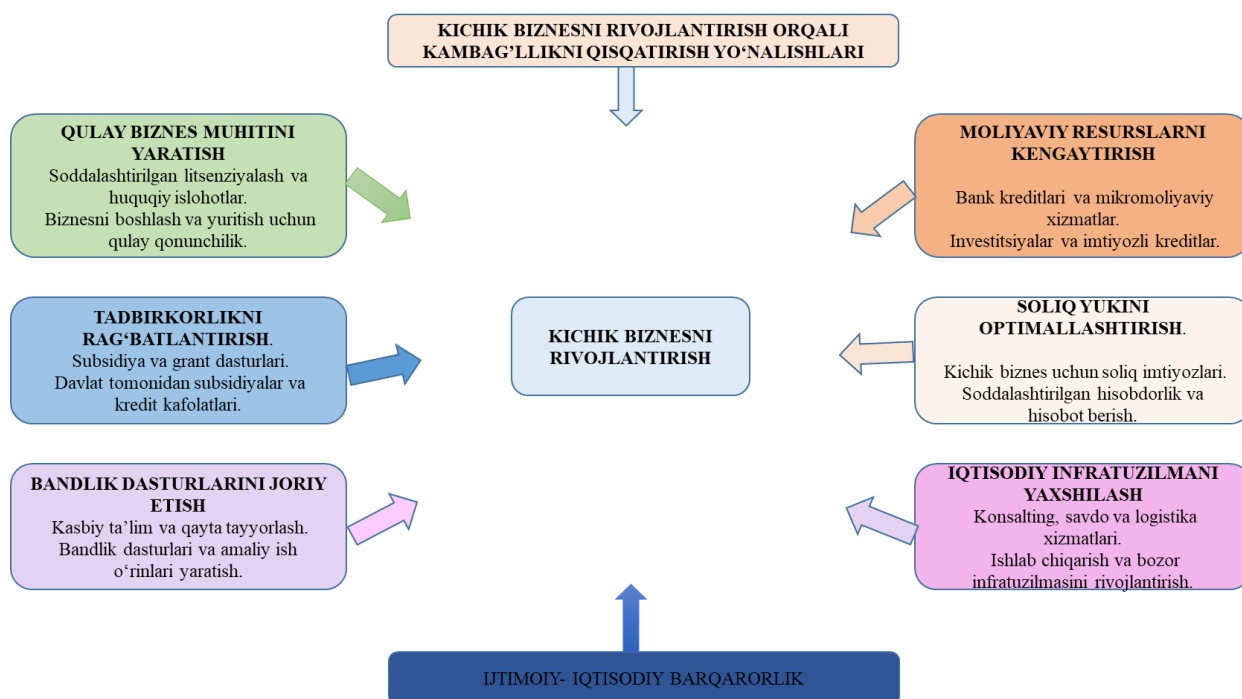 KICHIK BIZNESNI RIVOJLANTIRISH ORQALI
KAMBAG’LLIKNI QISQATIRISH YO‘NALISHLARI
QULAY BIZNES MUHITINI
YARATISH
Soddalashtirilgan litsenziyalash va
huquqiy islohotlar.
Biznesni boshlash va yuritish uchun
qulay qonunchilik.
MOLIYAVIY RESURSLARNI
KENGAYTIRISH
Bank kreditlari va mikromoliyaviy
xizmatlar.
Investitsiyalar va imtiyozli kreditlar.
TADBIRKORLIKNI
RAG‘BATLANTIRISH.
Subsidiya va grant dasturlari.
Davlat tomonidan subsidiyalar va
kredit kafolatlari.
KICHIK BIZNESNI
RIVOJLANTIRISH
SOLIQ YUKINI
OPTIMALLASHTIRISH.
Kichik biznes uchun soliq imtiyozlari.
Soddalashtirilgan hisobdorlik va
hisobot berish.
BANDLIK DASTURLARINI JORIY
ETISH
Kasbiy ta’lim va qayta tayyorlash.
Bandlik dasturlari va amaliy ish
o‘rinlari yaratish.
IQTISODIY INFRATUZILMANI
YAXSHILASH
Konsalting, savdo va logistika
xizmatlari.
Ishlab chiqarish va bozor
infratuzilmasini rivojlantirish.
IJTIMOIY- IQTISODIY BARQARORLIK